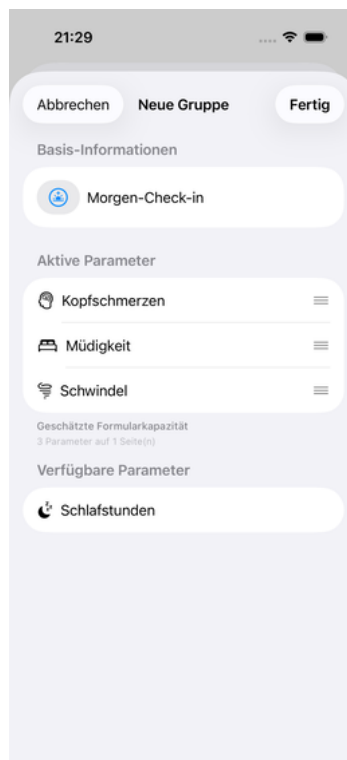 21:29
Abbrechen Neue Gruppe Fertig
Basis-Informationen
Morgen-Check-in
Aktive Parameter
Kopfschmerzen
Müdigkeit
Schwindel
Geschätzte Formularkapazität
3 Parameter auf 1 Seite(n)
Verfügbare Parameter
Schlafstunden